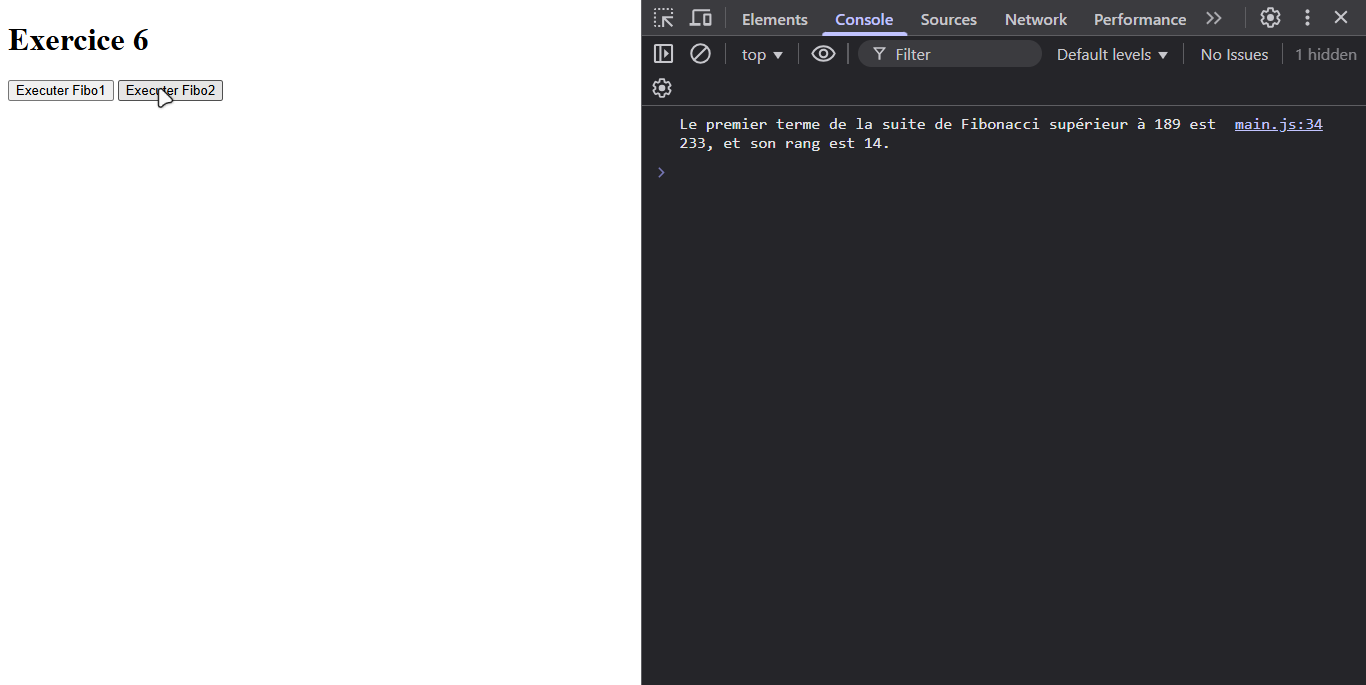 Exercice 6
Executer Fibo1 Executer Fibo2
Elements Console Sources Network Performance
top Filter Default levels No Issues 1 hidden
Le premier terme de la suite de Fibonacci supérieur à 189 est main.js:34
233, et son rang est 14.